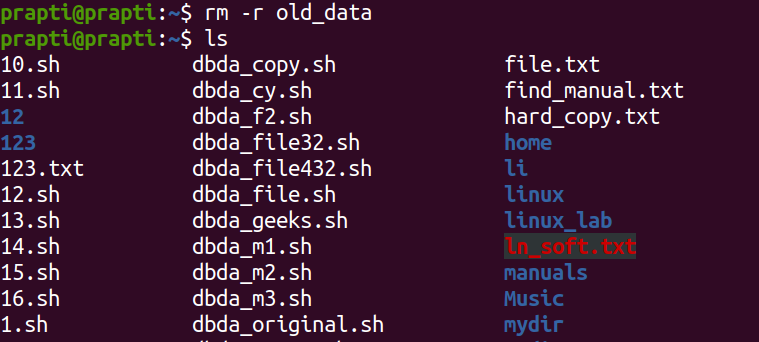 prapti@prapti:~$ rm -r old_data
prapti@prapti:~$ ls
10.sh dbda_copy.sh file.txt
11.sh dbda_cy.sh find_manual.txt
12 dbda_f2.sh hard_copy.txt
123 dbda_file32.sh home
123.txt dbda_file432.sh li
12.sh dbda_file.sh linux
13.sh dbda_geeks.sh linux_lab
14.sh dbda_m1.sh ln_soft.txt
15.sh dbda_m2.sh manuals
16.sh dbda_m3.sh Music
1.sh dbda_original.sh mydir